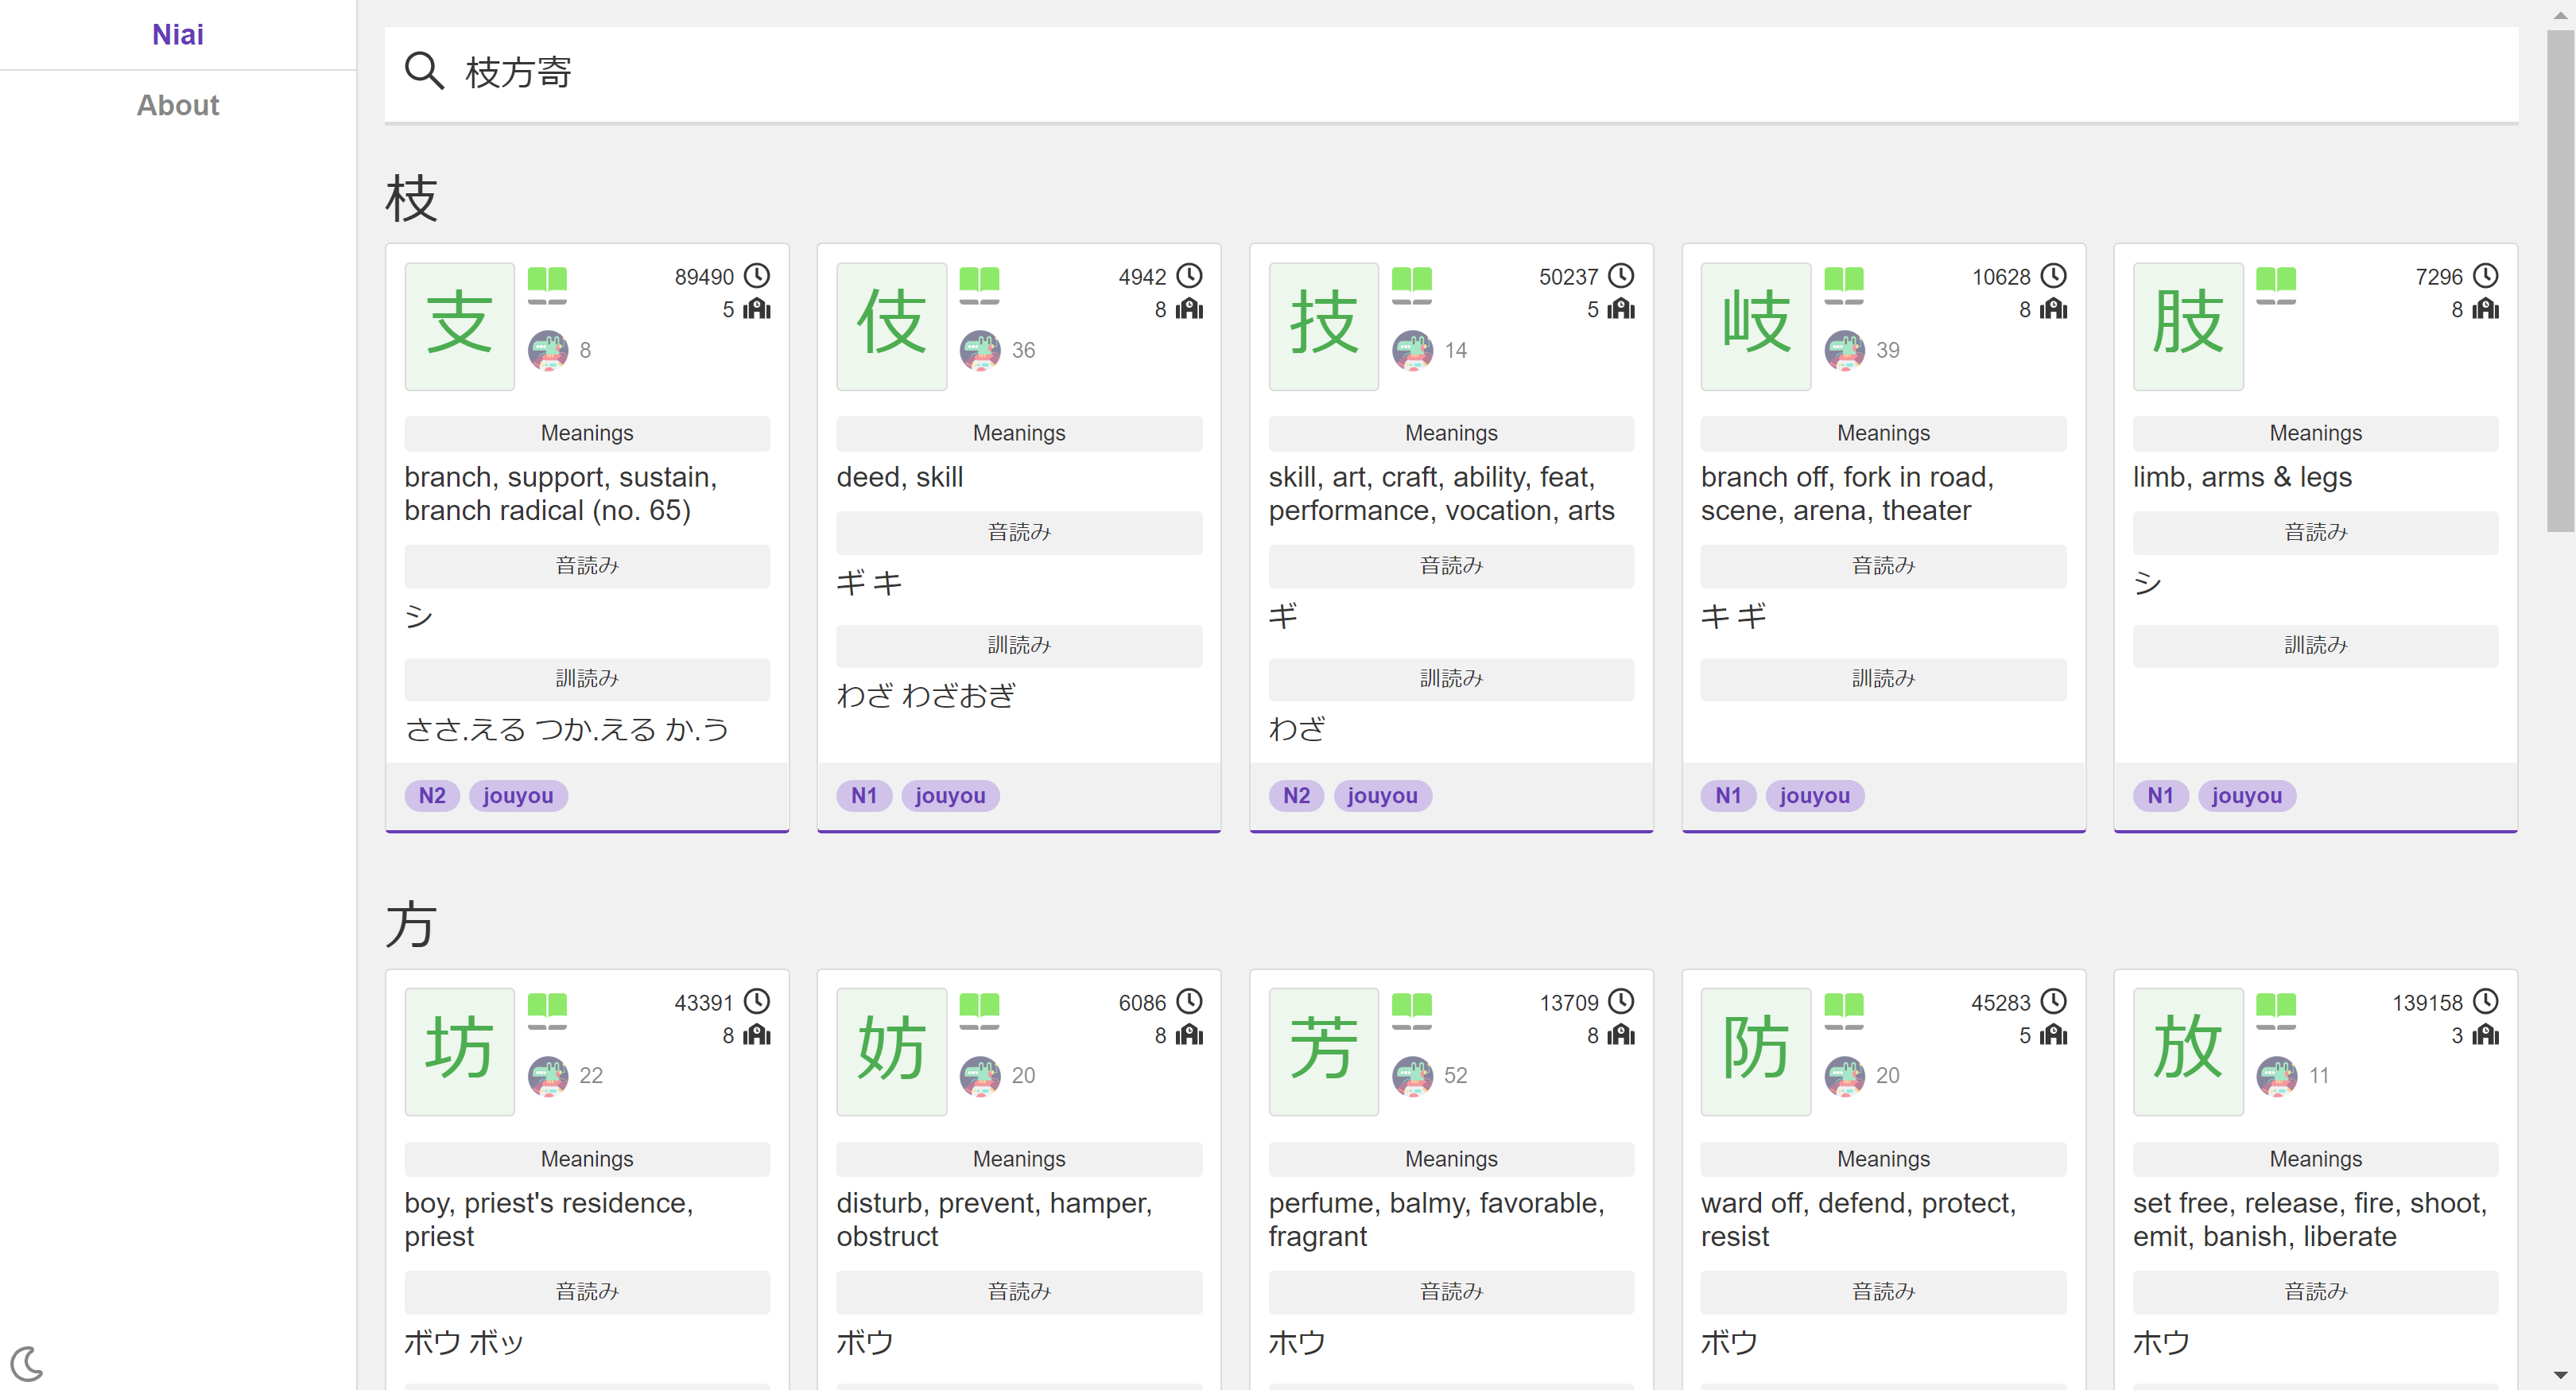 Niai
About
枝方寄
枝
支
89490
5
8
Meanings
branch, support, sustain,
branch radical (no. 65)
音読み
シ
訓読み
ささ.える つか.える か.う
N2 jouyou
伎
4942
8
36
Meanings
deed, skill
音読み
ギ キ
訓読み
わざ わざおぎ
N1 jouyou
技
50237
5
14
Meanings
skill, art, craft, ability, feat,
performance, vocation, arts
音読み
ギ
訓読み
わざ
N2 jouyou
岐
10628
8
39
Meanings
branch off, fork in road,
scene, arena, theater
音読み
キ ギ
訓読み
N1 jouyou
肢
7296
8
Meanings
limb, arms & legs
音読み
シ
訓読み
N1 jouyou
方
坊
43391
8
22
Meanings
boy, priest's residence,
priest
音読み
ボウ ボッ
妨
6086
8
20
Meanings
disturb, prevent, hamper,
obstruct
音読み
ボウ
芳
13709
8
52
Meanings
perfume, balmy, favorable,
fragrant
音読み
ホウ
防
45283
5
20
Meanings
ward off, defend, protect,
resist
音読み
ボウ
放
139158
3
11
Meanings
set free, release, fire, shoot,
emit, banish, liberate
音読み
ホウ